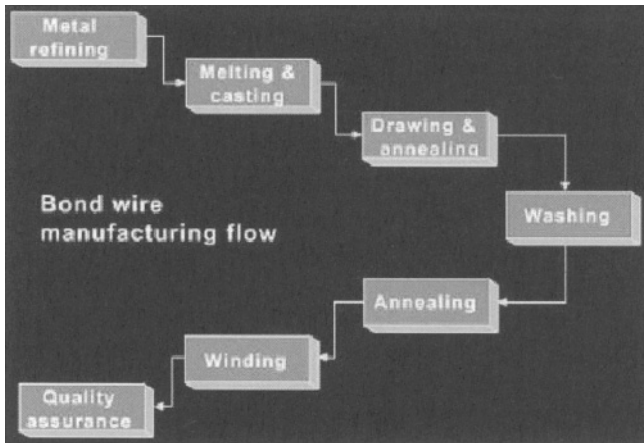 Metal
refining
Melting &
casting
Drawing &
annealing
Washing
Bond wire
manufacturing flow
Annealing
Winding
Quality
assurance